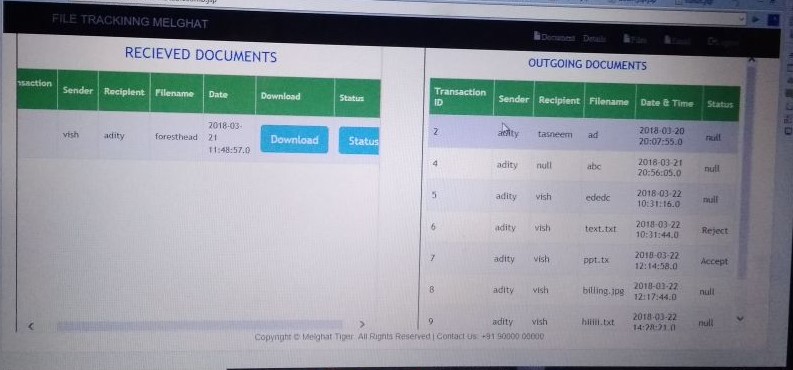 FILE TRACKINNG MELGHAT
Document Details
RECIEVED DOCUMENTS
nsaction Sender Recipient Filename Date Download Status
vish adity foresthead 2018-03-
21
11:48:57.0 Download Status
OUTGOING DOCUMENTS
Transaction
ID Sender Recipient Filename Date & Time Status
2 adity tasneem ad 2018-03-20
20:07:55.0 null
4 adity null abc 2018-03-21
20:56:05.0 null
5 adity vish ededc 2018-03-22
10:31:16.0 null
6 adity vish text.txt 2018-03-22
10:31:44.0 Reject
7 adity vish ppt.tx 2018-03-22
12:14:58.0 Accept
8 adity vish billing.jpg 2018-03-22
12:17:44.0 null
9 adity vish hiiiii.txt 2018-03-22
14:28:21.0 null
Copyright © Melghat Tiger. All Rights Reserved | Contact Us: +91 90000 00000